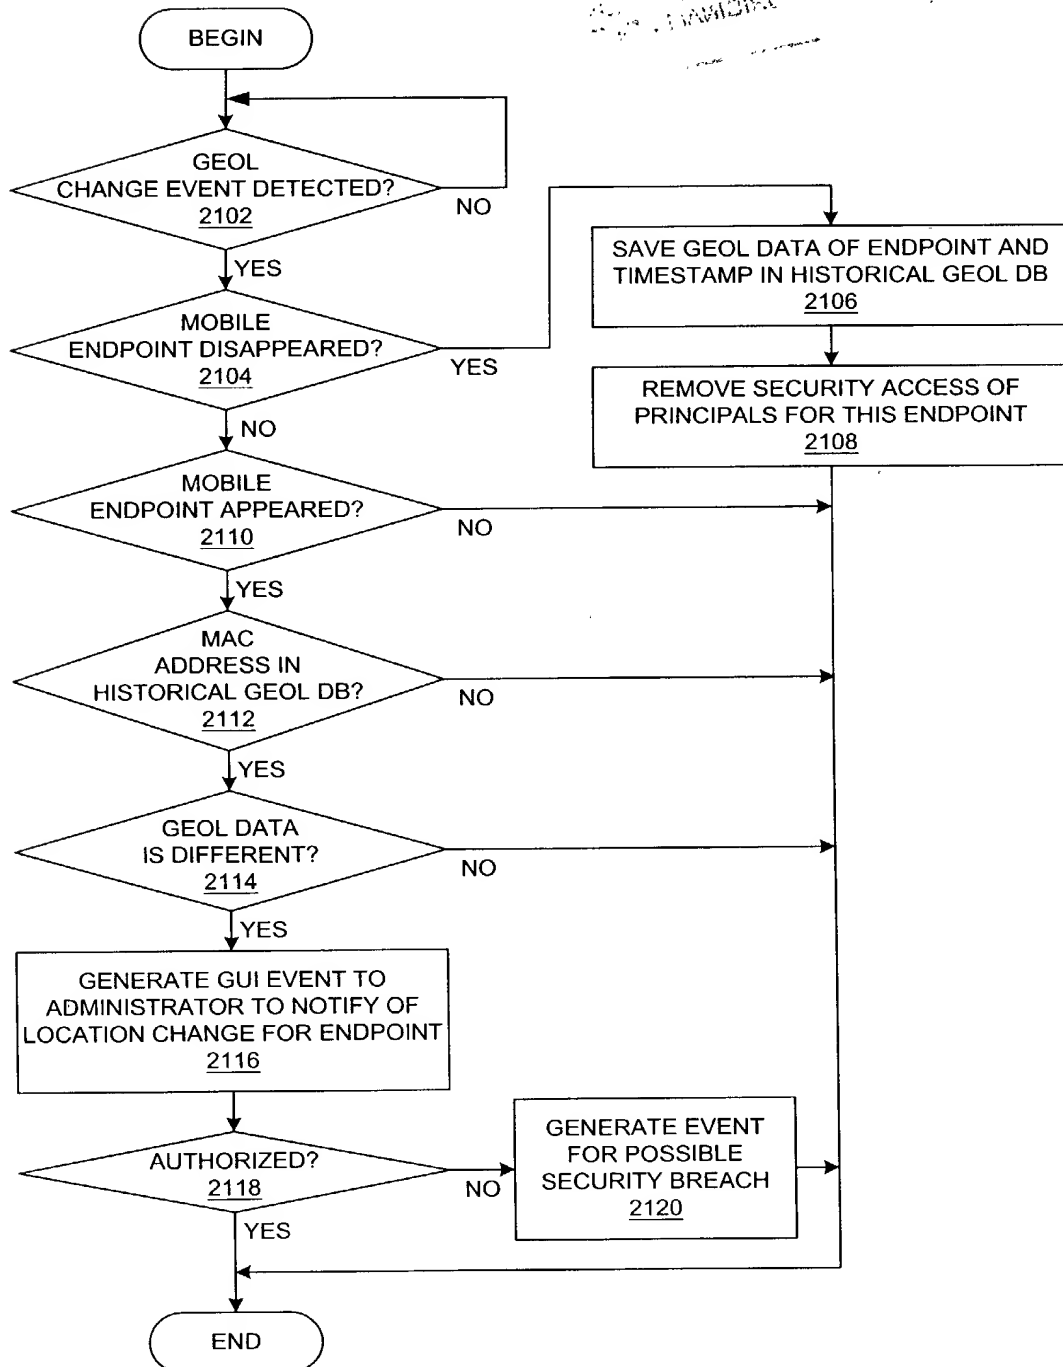 BEGIN
GEOL
CHANGE EVENT DETECTED?
2102
NO
YES
MOBILE
ENDPOINT DISAPPEARED?
2104
YES
NO
SAVE GEOL DATA OF ENDPOINT AND
TIMESTAMP IN HISTORICAL GEOL DB
2106
REMOVE SECURITY ACCESS OF
PRINCIPALS FOR THIS ENDPOINT
2108
MOBILE
ENDPOINT APPEARED?
2110
NO
YES
MAC
ADDRESS IN
HISTORICAL GEOL DB?
2112
NO
YES
GEOL DATA
IS DIFFERENT?
2114
NO
YES
GENERATE GUI EVENT TO
ADMINISTRATOR TO NOTIFY OF
LOCATION CHANGE FOR ENDPOINT
2116
AUTHORIZED?
2118
NO
YES
GENERATE EVENT
FOR POSSIBLE
SECURITY BREACH
2120
END